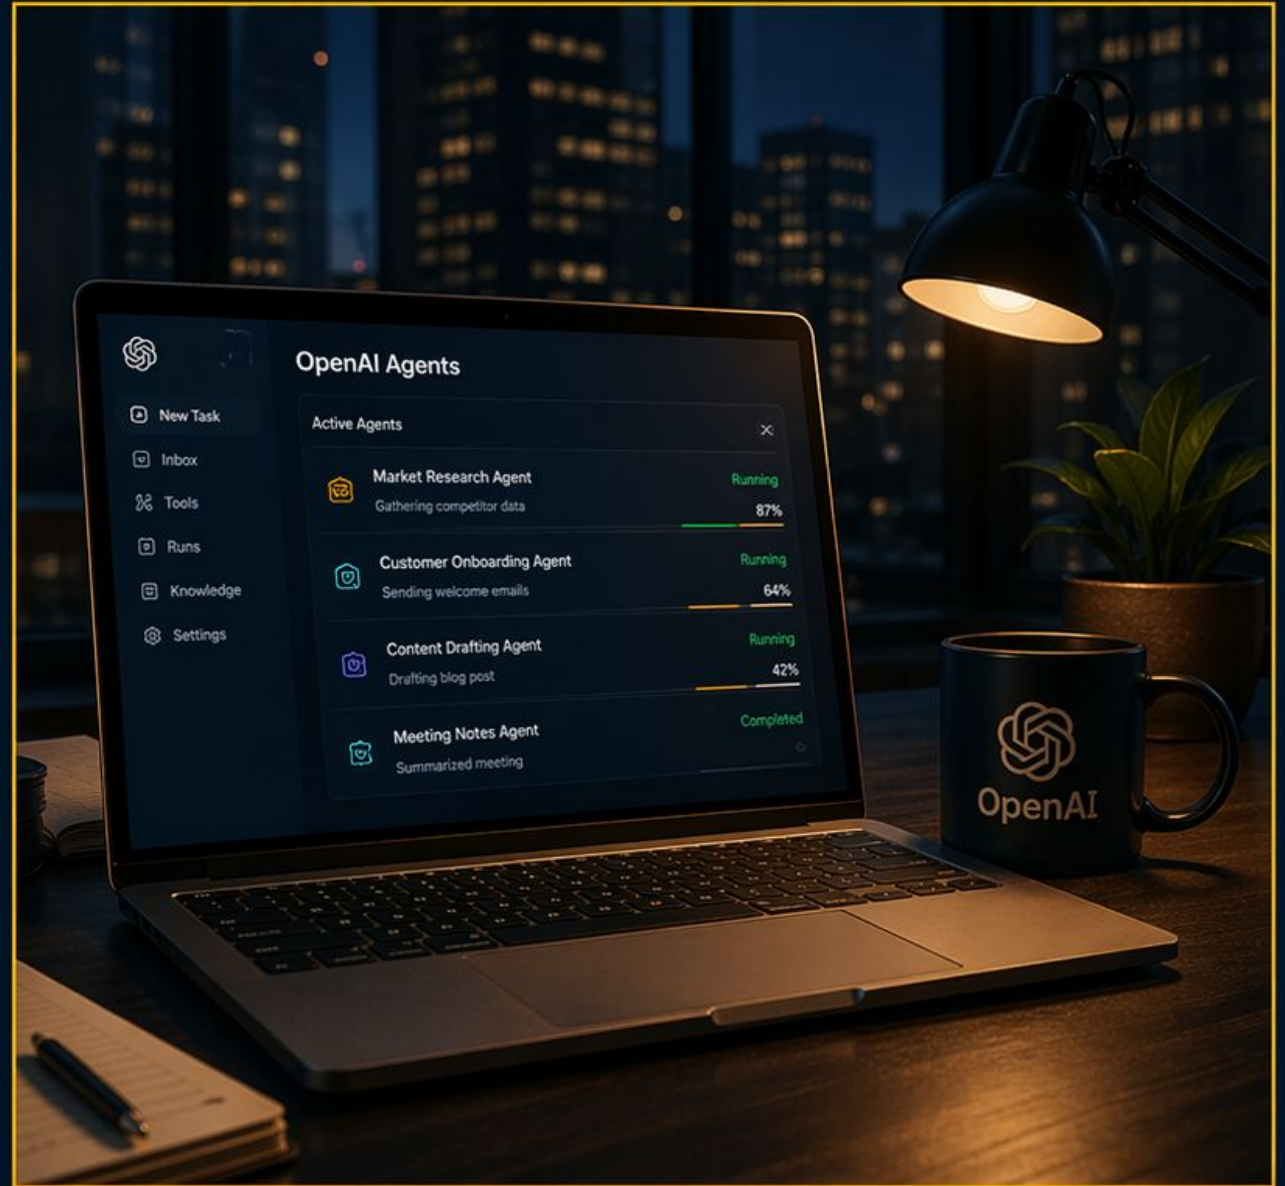 OpenAI Agents
New Task
Inbox
Tools
Runs
Knowledge
Settings
Active Agents
Market Research Agent
Running
Gathering competitor data
87%
Customer Onboarding Agent
Running
Sending welcome emails
64%
Content Drafting Agent
Running
Drafting blog post
42%
Meeting Notes Agent
Completed
Summarized meeting
OpenAI